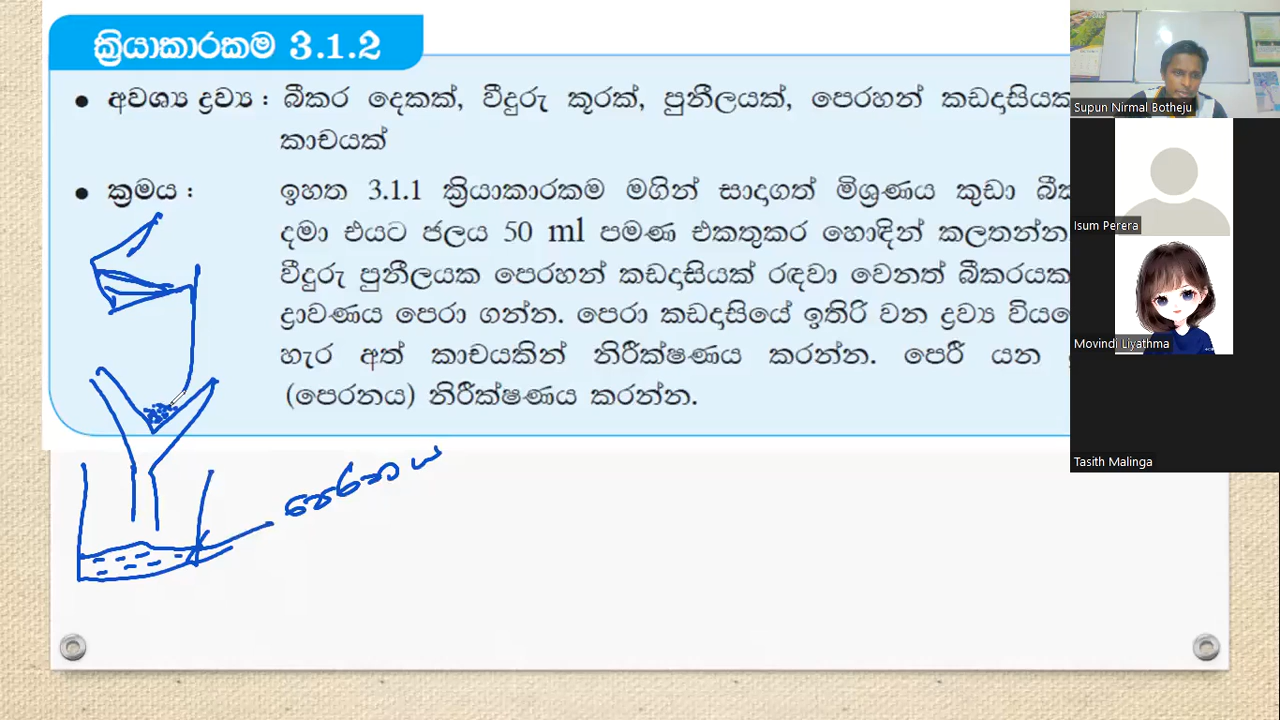 ක්‍රියාකාරකම 3.1.2
• අවශ්‍ය ද්‍රව්‍ය : බීකර දෙකක්, වීදුරු කූරක්, පුනීලයක්, පෙරහන් කඩදාසියක්
කාචයක්
• ක්‍රමය : ඉහත 3.1.1 ක්‍රියාකාරකම මගින් සාදාගත් මිශ්‍රණය කුඩා
දමා එයට ජලය 50 ml පමණ එකතුකර හොඳින් කලතන්න.
වීදුරු පුනීලයක පෙරහන් කඩදාසියක් රඳවා වෙනත් බීකරයක
ද්‍රාවණය පෙරා ගන්න. පෙරා කඩදාසියේ ඉතිරි වන ද්‍රව්‍ය
හැර අත් කාචයකින් නිරීක්ෂණය කරන්න. පෙරී යන
(පෙරනය) නිරීක්ෂණය කරන්න.
පෙරනය
Supun Nirmal Botheju
Isum Perera
Movindi Liyathma
Tasith Malinga